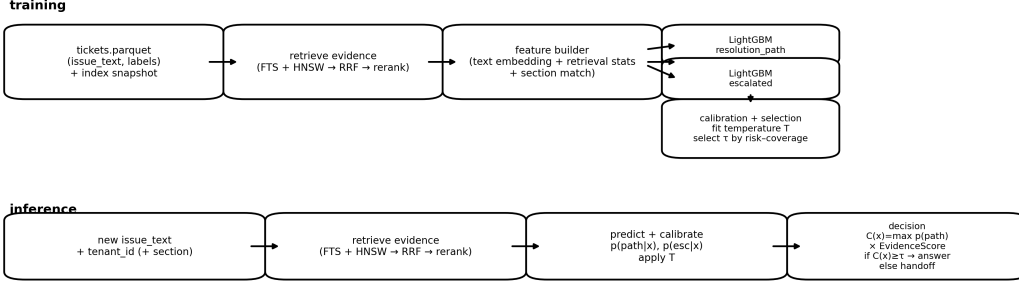 training
tickets.parquet
(issue_text, labels)
+ index snapshot
retrieve evidence
(FTS + HNSW → RRF → rerank)
feature builder
(text embedding + retrieval stats
+ section match)
LightGBM
resolution_path
LightGBM
escalated
calibration + selection
fit temperature T
select τ by risk–coverage
inference
new issue_text
+ tenant_id (+ section)
retrieve evidence
(FTS + HNSW → RRF → rerank)
predict + calibrate
p(path|x), p(esc|x)
apply T
decision
C(x)=max p(path)
× EvidenceScore
if C(x)≥τ → answer
else handoff